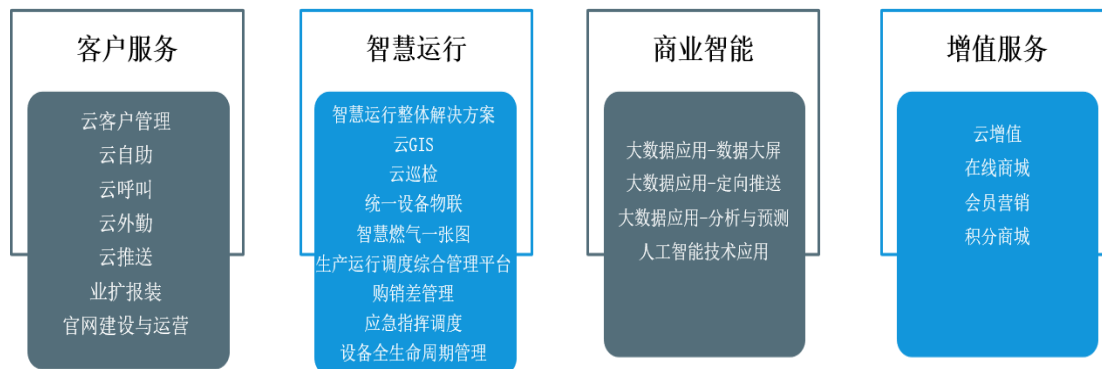 客户服务
云客户管理
云自助
云呼叫
云外勤
云推送
业扩报装
官网建设与运营
智慧运行
智慧运行整体解决方案
云GIS
云巡检
统一设备物联
智慧燃气一张图
生产运行调度综合管理平台
购销差管理
应急指挥调度
设备全生命周期管理
商业智能
大数据应用-数据大屏
大数据应用-定向推送
大数据应用-分析与预测
人工智能技术应用
增值服务
云增值
在线商城
会员营销
积分商城